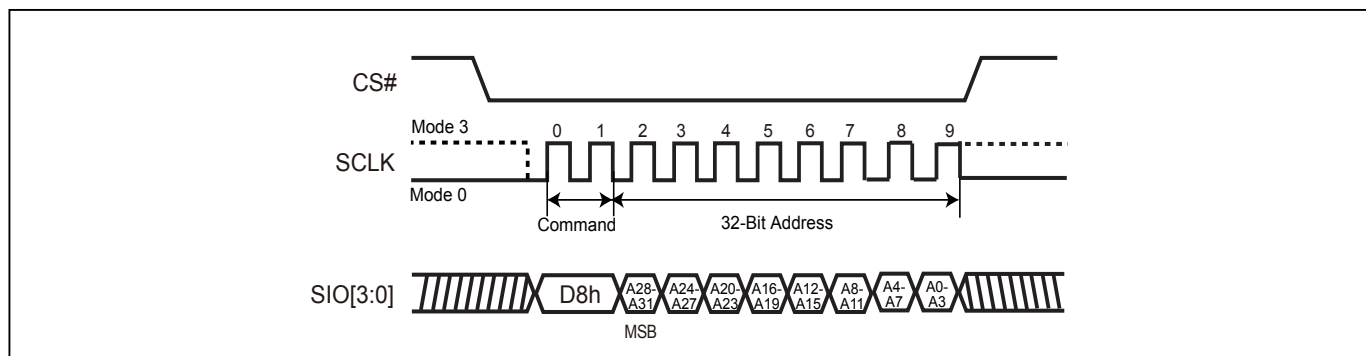 CS#
Mode 3
0 1 2 3 4 5 6 7 8 9
SCLK
Mode 0
Command
32-Bit Address
SIO[3:0]
D8h
A28-
A31
A24-
A27
A20-
A23
A16-
A19
A12-
A15
A8-
A11
A4-
A7
A0-
A3
MSB